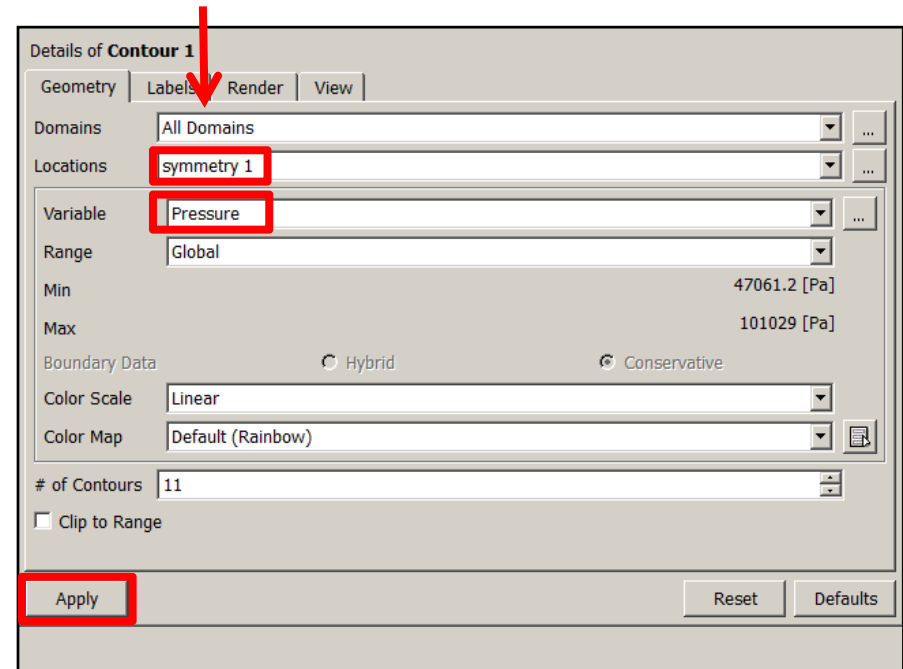 Details of Contour 1
Geometry Labels Render View
Domains All Domains ...
Locations symmetry 1 ...
Variable Pressure ...
Range Global
Min 47061.2 [Pa]
Max 101029 [Pa]
Boundary Data Hybrid Conservative
Color Scale Linear
Color Map Default (Rainbow)
# of Contours 11
Clip to Range
Apply Reset Defaults